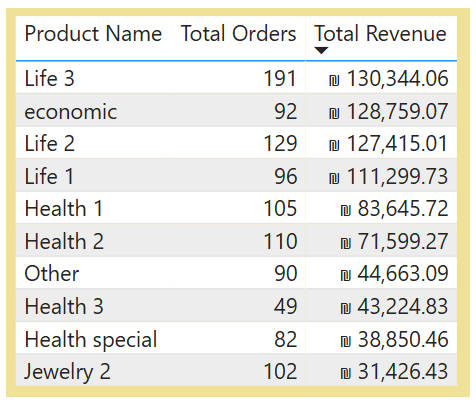 Product Name Total Orders Total Revenue
Life 3 191 ₪ 130,344.06
economic 92 ₪ 128,759.07
Life 2 129 ₪ 127,415.01
Life 1 96 ₪ 111,299.73
Health 1 105 ₪ 83,645.72
Health 2 110 ₪ 71,599.27
Other 90 ₪ 44,663.09
Health 3 49 ₪ 43,224.83
Health special 82 ₪ 38,850.46
Jewelry 2 102 ₪ 31,426.43